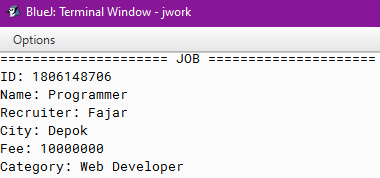 BlueJ: Terminal Window - jwork
Options
===================== JOB =====================
ID: 1806148706
Name: Programmer
Recruiter: Fajar
City: Depok
Fee: 10000000
Category: Web Developer